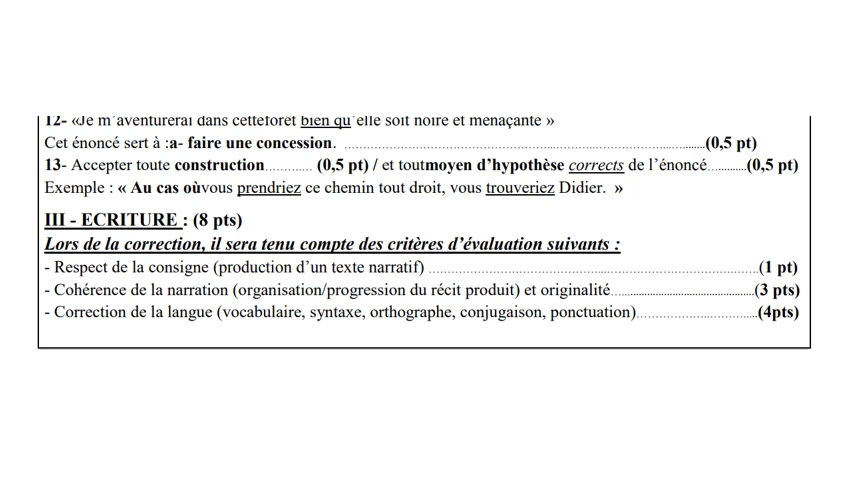 12- «Je m'aventurerai dans cetteforêt bien qu'elle soit noire et menaçante »
Cet énoncé sert à :a- faire une concession. ........................................................................(0,5 pt)
13- Accepter toute construction............ (0,5 pt) / et toutmoyen d'hypothèse corrects de l'énoncé............(0,5 pt)
Exemple : « Au cas oùvous prendriez ce chemin tout droit, vous trouveriez Didier. »
III - ECRITURE : (8 pts)
Lors de la correction, il sera tenu compte des critères d'évaluation suivants :
- Respect de la consigne (production d'un texte narratif) ........................................................................(1 pt)
- Cohérence de la narration (organisation/progression du récit produit) et originalité....................................(3 pts)
- Correction de la langue (vocabulaire, syntaxe, orthographe, conjugaison, ponctuation)..............................(4pts)